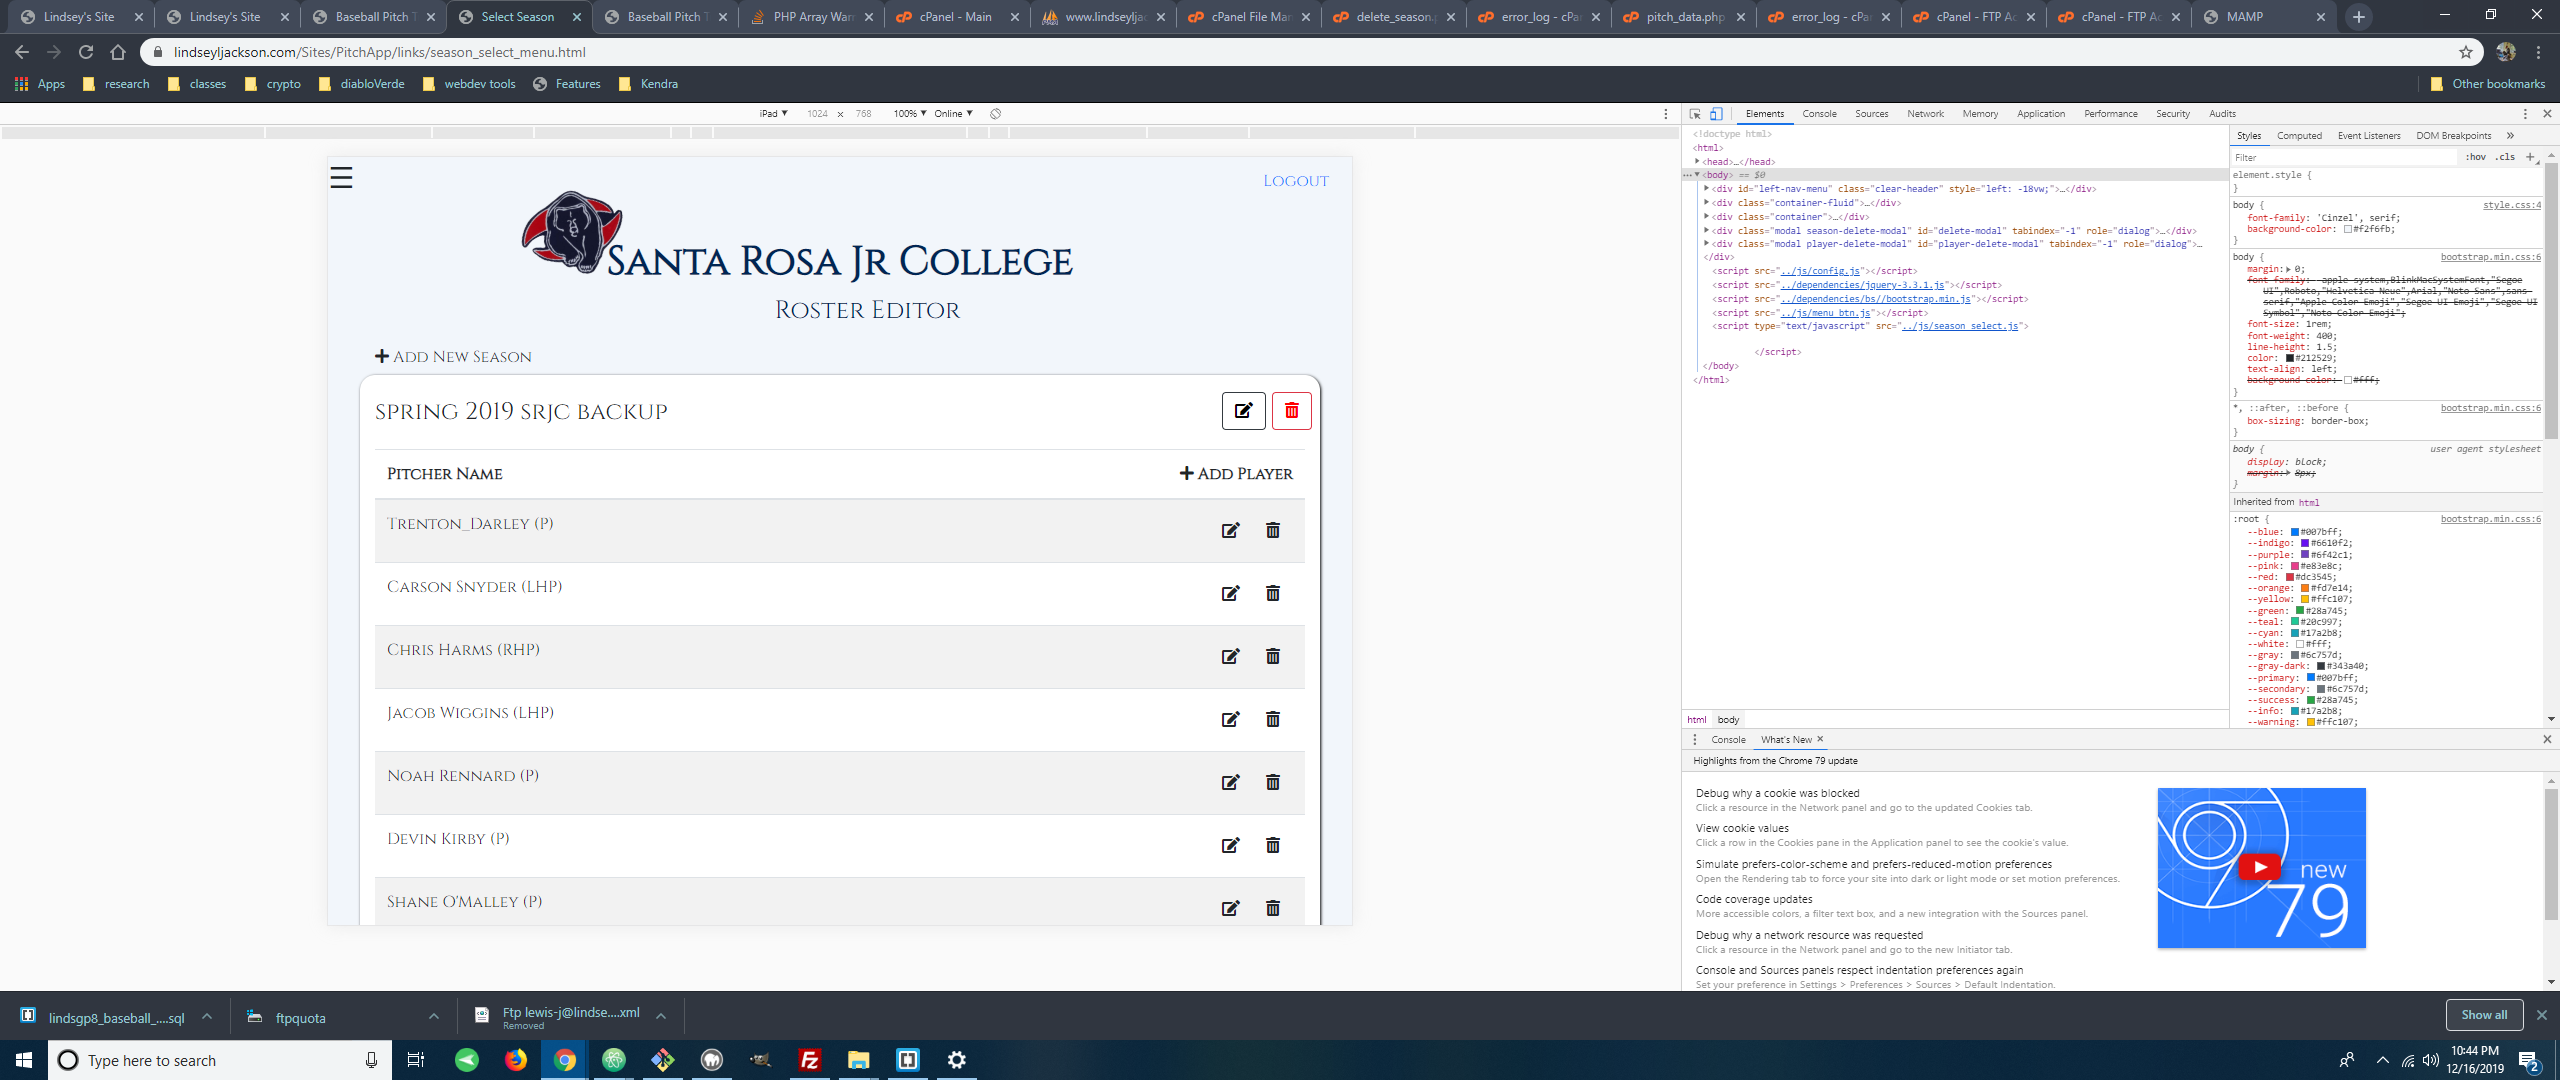 Lindsey's Site
Lindsey's Site
Baseball Pitch T
Select Season
Baseball Pitch T
PHP Array Warn
cPanel - Main
www.lindseyljac
cPanel File Man
delete_season.p
error_log - cPan
pitch_data.php
error_log - cPan
cPanel - FTP Ac
cPanel - FTP Ac
MAMP
lindseyljackson.com/Sites/PitchApp/links/season_select_menu.html
Apps research classes crypto diabloVerde webdev tools Features Kendra Other bookmarks
iPad 1024 × 768 100% Online
LOGOUT
SANTA ROSA JR COLLEGE
ROSTER EDITOR
ADD NEW SEASON
SPRING 2019 SRJC BACKUP
PITCHER NAME ADD PLAYER
TRENTON_DARLEY (P)
CARSON SNYDER (LHP)
CHRIS HARMS (RHP)
JACOB WIGGINS (LHP)
NOAH RENNARD (P)
DEVIN KIRBY (P)
SHANE O'MALLEY (P)
Elements Console Sources Network Memory Application Performance Security Audits
<!doctype html>
<html>
<head>…</head>
<body> == $0
<div id="left-nav-menu" class="clear-header" style="left: -18vw;">…</div>
<div class="container-fluid">…</div>
<div class="container">…</div>
<div class="modal season-delete-modal" id="delete-modal" tabindex="-1" role="dialog">…</div>
<div class="modal player-delete-modal" id="player-delete-modal" tabindex="-1" role="dialog">…
</div>
<script src="../js/config.js"></script>
<script src="../dependencies/jquery-3.3.1.js"></script>
<script src="../dependencies/bs//bootstrap.min.js"></script>
<script src="../js/menu_btn.js"></script>
<script type="text/javascript" src="../js/season_select.js">
</script>
</body>
</html>
html body
Styles Computed Event Listeners DOM Breakpoints »
Filter :hov .cls +
element.style {
}
body { style.css:4
font-family: 'Cinzel', serif;
background-color: #f2f6fb;
}
body { bootstrap.min.css:6
margin: 0;
font-family: -apple-system,BlinkMacSystemFont,"Segoe
UI",Roboto,"Helvetica Neue",Arial,"Noto Sans",sans-
serif,"Apple Color Emoji","Segoe UI Emoji","Segoe UI
Symbol","Noto Color Emoji";
font-size: 1rem;
font-weight: 400;
line-height: 1.5;
color: #212529;
text-align: left;
background-color: #fff;
}
*, ::after, ::before { bootstrap.min.css:6
box-sizing: border-box;
}
body { user agent stylesheet
display: block;
margin: 8px;
}
Inherited from html
:root { bootstrap.min.css:6
--blue: #007bff;
--indigo: #6610f2;
--purple: #6f42c1;
--pink: #e83e8c;
--red: #dc3545;
--orange: #fd7e14;
--yellow: #ffc107;
--green: #28a745;
--teal: #20c997;
--cyan: #17a2b8;
--white: #fff;
--gray: #6c757d;
--gray-dark: #343a40;
--primary: #007bff;
--secondary: #6c757d;
--success: #28a745;
--info: #17a2b8;
--warning: #ffc107;
Console What's New
Highlights from the Chrome 79 update
Debug why a cookie was blocked
Click a resource in the Network panel and go to the updated Cookies tab.
View cookie values
Click a row in the Cookies pane in the Application panel to see the cookie's value.
Simulate prefers-color-scheme and prefers-reduced-motion preferences
Open the Rendering tab to force your site into dark or light mode or set motion preferences.
Code coverage updates
More accessible colors, a filter text box, and a new integration with the Sources panel.
Debug why a network resource was requested
Click a resource in the Network panel and go to the new Initiator tab.
Console and Sources panels respect indentation preferences again
Set your preference in Settings > Preferences > Sources > Default Indentation.
new
79
lindsgp8_baseball_....sql
ftpquota
Ftp lewis-j@lindse....xml
Removed
Show all
Type here to search
10:44 PM
12/16/2019
2